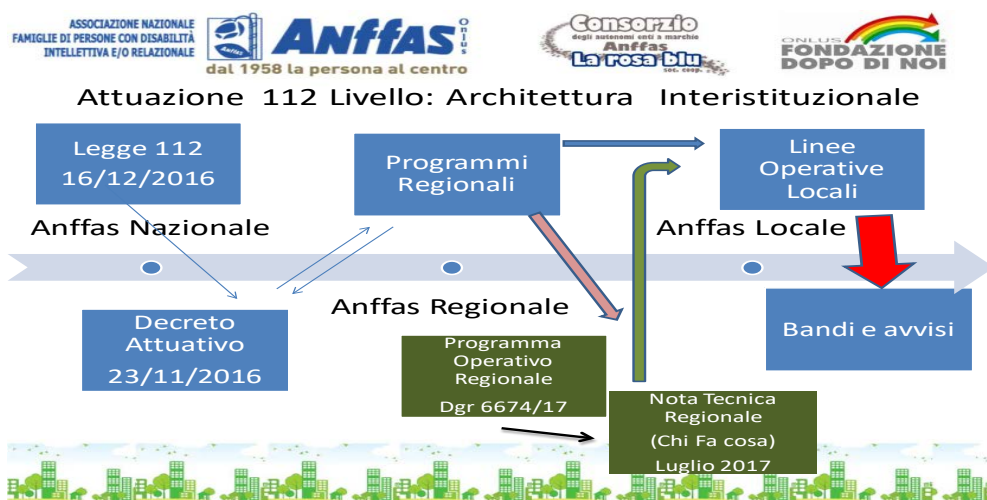 ASSOCIAZIONE NAZIONALE
FAMIGLIE DI PERSONE CON DISABILITÀ
INTELLETTIVA E/O RELAZIONALE
Anffas
ANFFAS Onlus
dal 1958 la persona al centro
Consorzio
degli autonomi enti a marchio
Anffas
La rosa blu
soc. coop.
ONLUS
FONDAZIONE
DOPO DI NOI
Attuazione 112 Livello: Architettura Interistituzionale
Legge 112
16/12/2016
Programmi
Regionali
Linee
Operative
Locali
Anffas Nazionale
Anffas Locale
Anffas Regionale
Decreto
Attuativo
23/11/2016
Programma
Operativo
Regionale
Dgr 6674/17
Nota Tecnica
Regionale
(Chi Fa cosa)
Luglio 2017
Bandi e avvisi